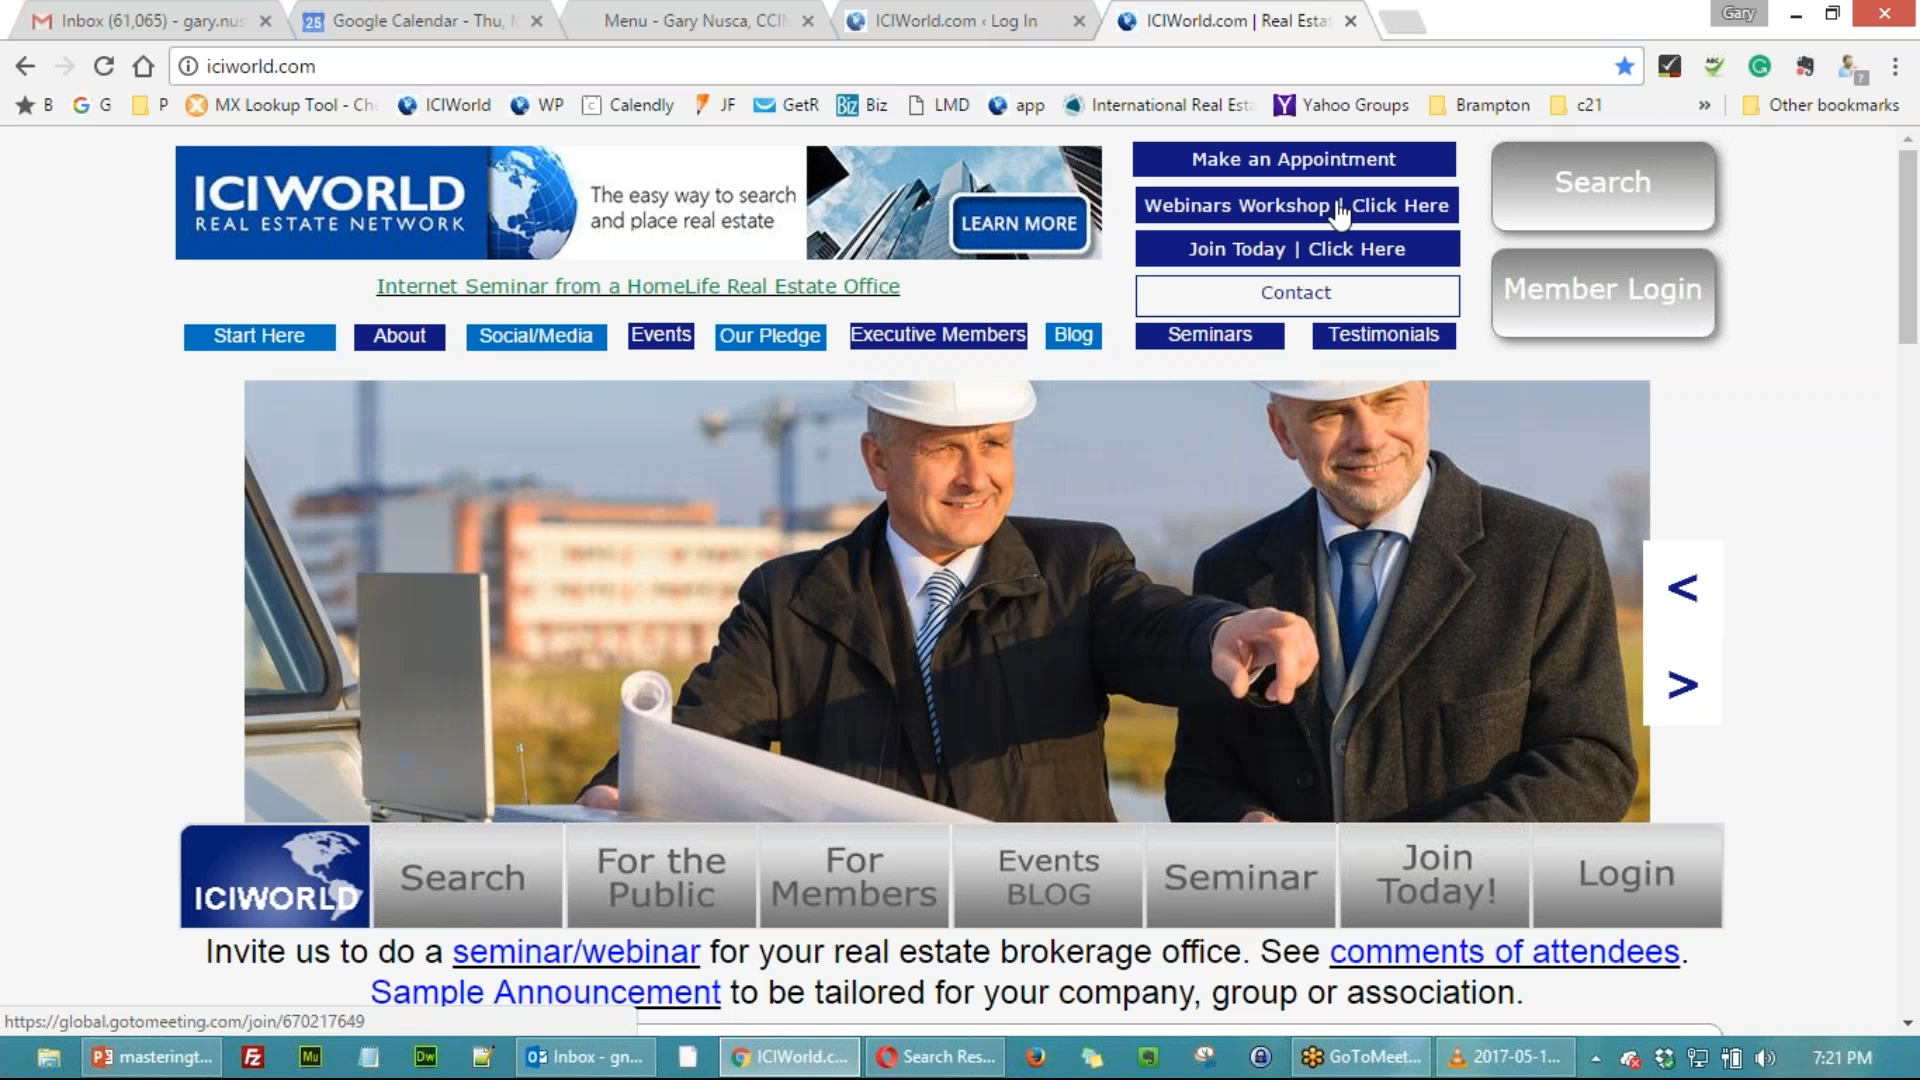 Inbox (61,065) - gary.nus
Google Calendar - Thu,
Menu - Gary Nusca, CCI
ICIWorld.com ‹ Log In
ICIWorld.com | Real Esta
Gary
iciworld.com
B
G
P
MX Lookup Tool - Ch
ICIWorld
WP
Calendly
JF
GetR
Biz Biz
LMD
app
International Real Esta
Yahoo Groups
Brampton
c21
»
Other bookmarks
ICIWORLD
REAL ESTATE NETWORK
The easy way to search
and place real estate
LEARN MORE
Make an Appointment
Webinars Workshop | Click Here
Join Today | Click Here
Contact
Search
Member Login
Internet Seminar from a HomeLife Real Estate Office
Start Here
About
Social/Media
Events
Our Pledge
Executive Members
Blog
Seminars
Testimonials
<
>
ICIWORLD
Search
For the
Public
For
Members
Events
BLOG
Seminar
Join
Today!
Login
Invite us to do a seminar/webinar for your real estate brokerage office. See comments of attendees.
Sample Announcement to be tailored for your company, group or association.
https://global.gotomeeting.com/join/670217649
masteringt...
Mu
Dw
Inbox - gn...
ICIWorld.c...
Search Res...
GoToMeet...
2017-05-1...
7:21 PM